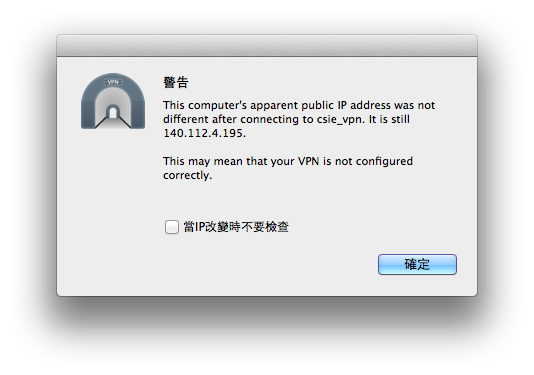 VPN
警告
This computer's apparent public IP address was not
different after connecting to csie_vpn. It is still
140.112.4.195.
This may mean that your VPN is not configured
correctly.
當IP改變時不要檢查
確定